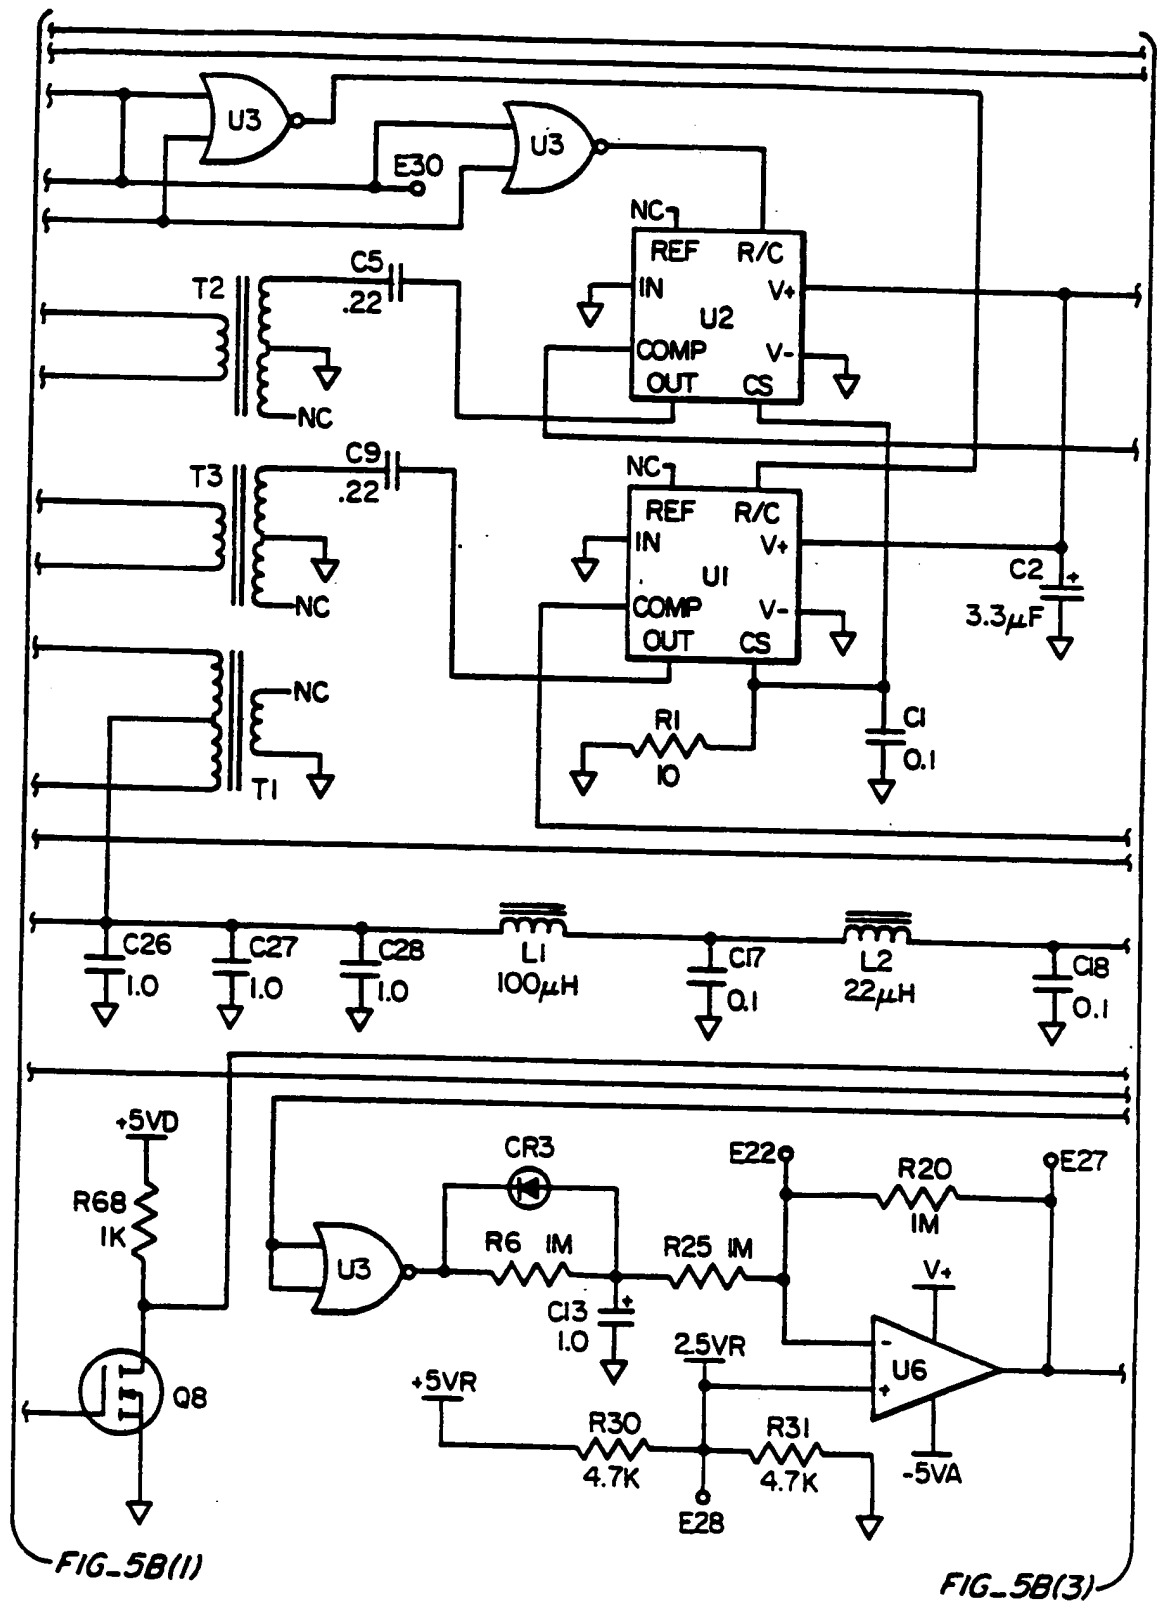 U3
U3
E30
NC
REF R/C
IN V+
U2
COMP V-
OUT CS
T2
C5
.22
NC
T3
C9
.22
NC
NC
REF R/C
IN V+
U1
COMP V-
OUT CS
C2 +
3.3µF
NC
T1
R1
10
C1
0.1
C26
1.0
C27
1.0
C28
1.0
L1
100µH
C17
0.1
L2
22µH
C18
0.1
+5VD
R68
1K
Q8
CR3
U3
R6 1M
C13 +
1.0
R25 1M
E22
R20
1M
E27
V+
2.5VR
-
U6
+
-5VA
+5VR
R30
4.7K
R31
4.7K
E28
FIG_5B(1)
FIG_5B(3)